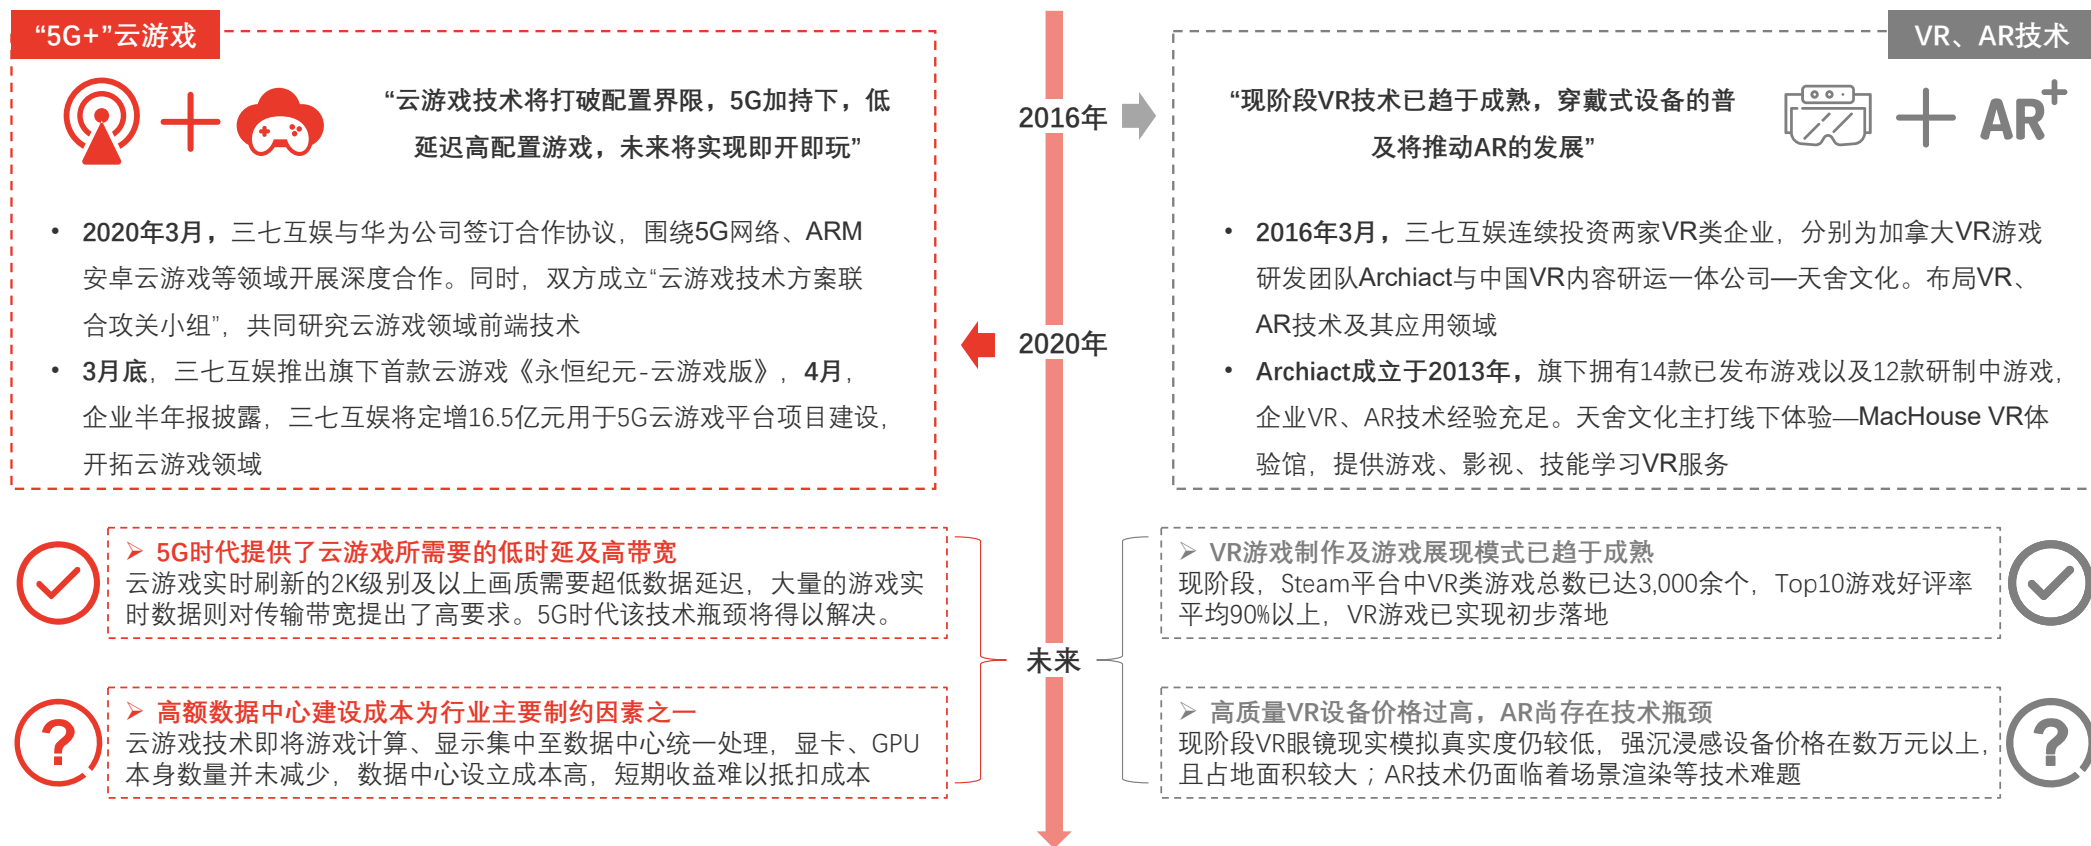 “5G+”云游戏
“云游戏技术将打破配置界限，5G加持下，低
延迟高配置游戏，未来将实现即开即玩”
• 2020年3月，三七互娱与华为公司签订合作协议，围绕5G网络、ARM
安卓云游戏等领域开展深度合作。同时，双方成立“云游戏技术方案联
合攻关小组”，共同研究云游戏领域前端技术
• 3月底，三七互娱推出旗下首款云游戏《永恒纪元-云游戏版》，4月，
企业半年报披露，三七互娱将定增16.5亿元用于5G云游戏平台项目建设，
开拓云游戏领域
2016年
2020年
未来
VR、AR技术
“现阶段VR技术已趋于成熟，穿戴式设备的普
及将推动AR的发展”
AR+
• 2016年3月，三七互娱连续投资两家VR类企业，分别为加拿大VR游戏
研发团队Archiact与中国VR内容研运一体公司—天舍文化。布局VR、
AR技术及其应用领域
• Archiact成立于2013年，旗下拥有14款已发布游戏以及12款研制中游戏，
企业VR、AR技术经验充足。天舍文化主打线下体验—MacHouse VR体
验馆，提供游戏、影视、技能学习VR服务
➢ 5G时代提供了云游戏所需要的低时延及高带宽
云游戏实时刷新的2K级别及以上画质需要超低数据延迟，大量的游戏实
时数据则对传输带宽提出了高要求。5G时代该技术瓶颈将得以解决。
?
➢ 高额数据中心建设成本为行业主要制约因素之一
云游戏技术即将游戏计算、显示集中至数据中心统一处理，显卡、GPU
本身数量并未减少，数据中心设立成本高，短期收益难以抵扣成本
➢ VR游戏制作及游戏展现模式已趋于成熟
现阶段，Steam平台中VR类游戏总数已达3,000余个，Top10游戏好评率
平均90%以上，VR游戏已实现初步落地
➢ 高质量VR设备价格过高，AR尚存在技术瓶颈
现阶段VR眼镜现实模拟真实度仍较低，强沉浸感设备价格在数万元以上，
且占地面积较大；AR技术仍面临着场景渲染等技术难题
?